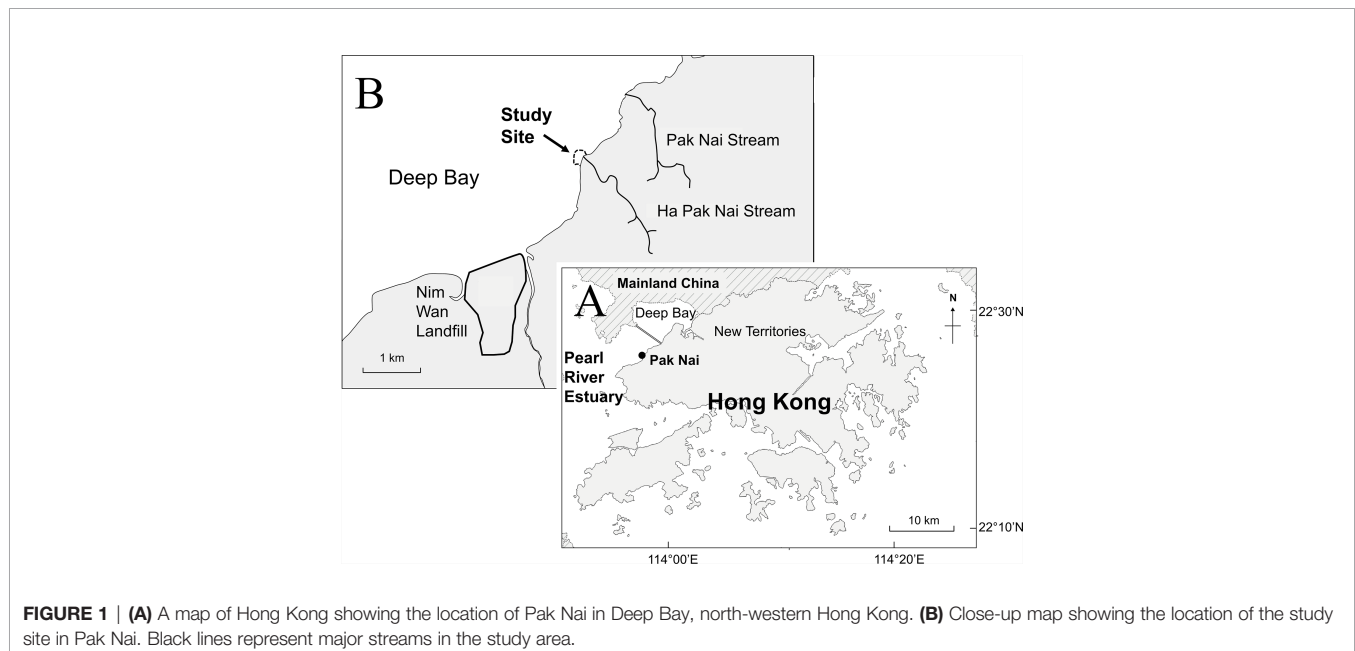 B
Study
Site
Pak Nai Stream
Deep Bay
Ha Pak Nai Stream
Nim
Wan
Landfill
1 km
A
Mainland China
N
Deep Bay
22°30'N
New Territories
Pearl
River
Estuary
Pak Nai
Hong Kong
10 km
22°10'N
114°00'E
114°20'E
FIGURE 1 | (A) A map of Hong Kong showing the location of Pak Nai in Deep Bay, north-western Hong Kong. (B) Close-up map showing the location of the study
site in Pak Nai. Black lines represent major streams in the study area.